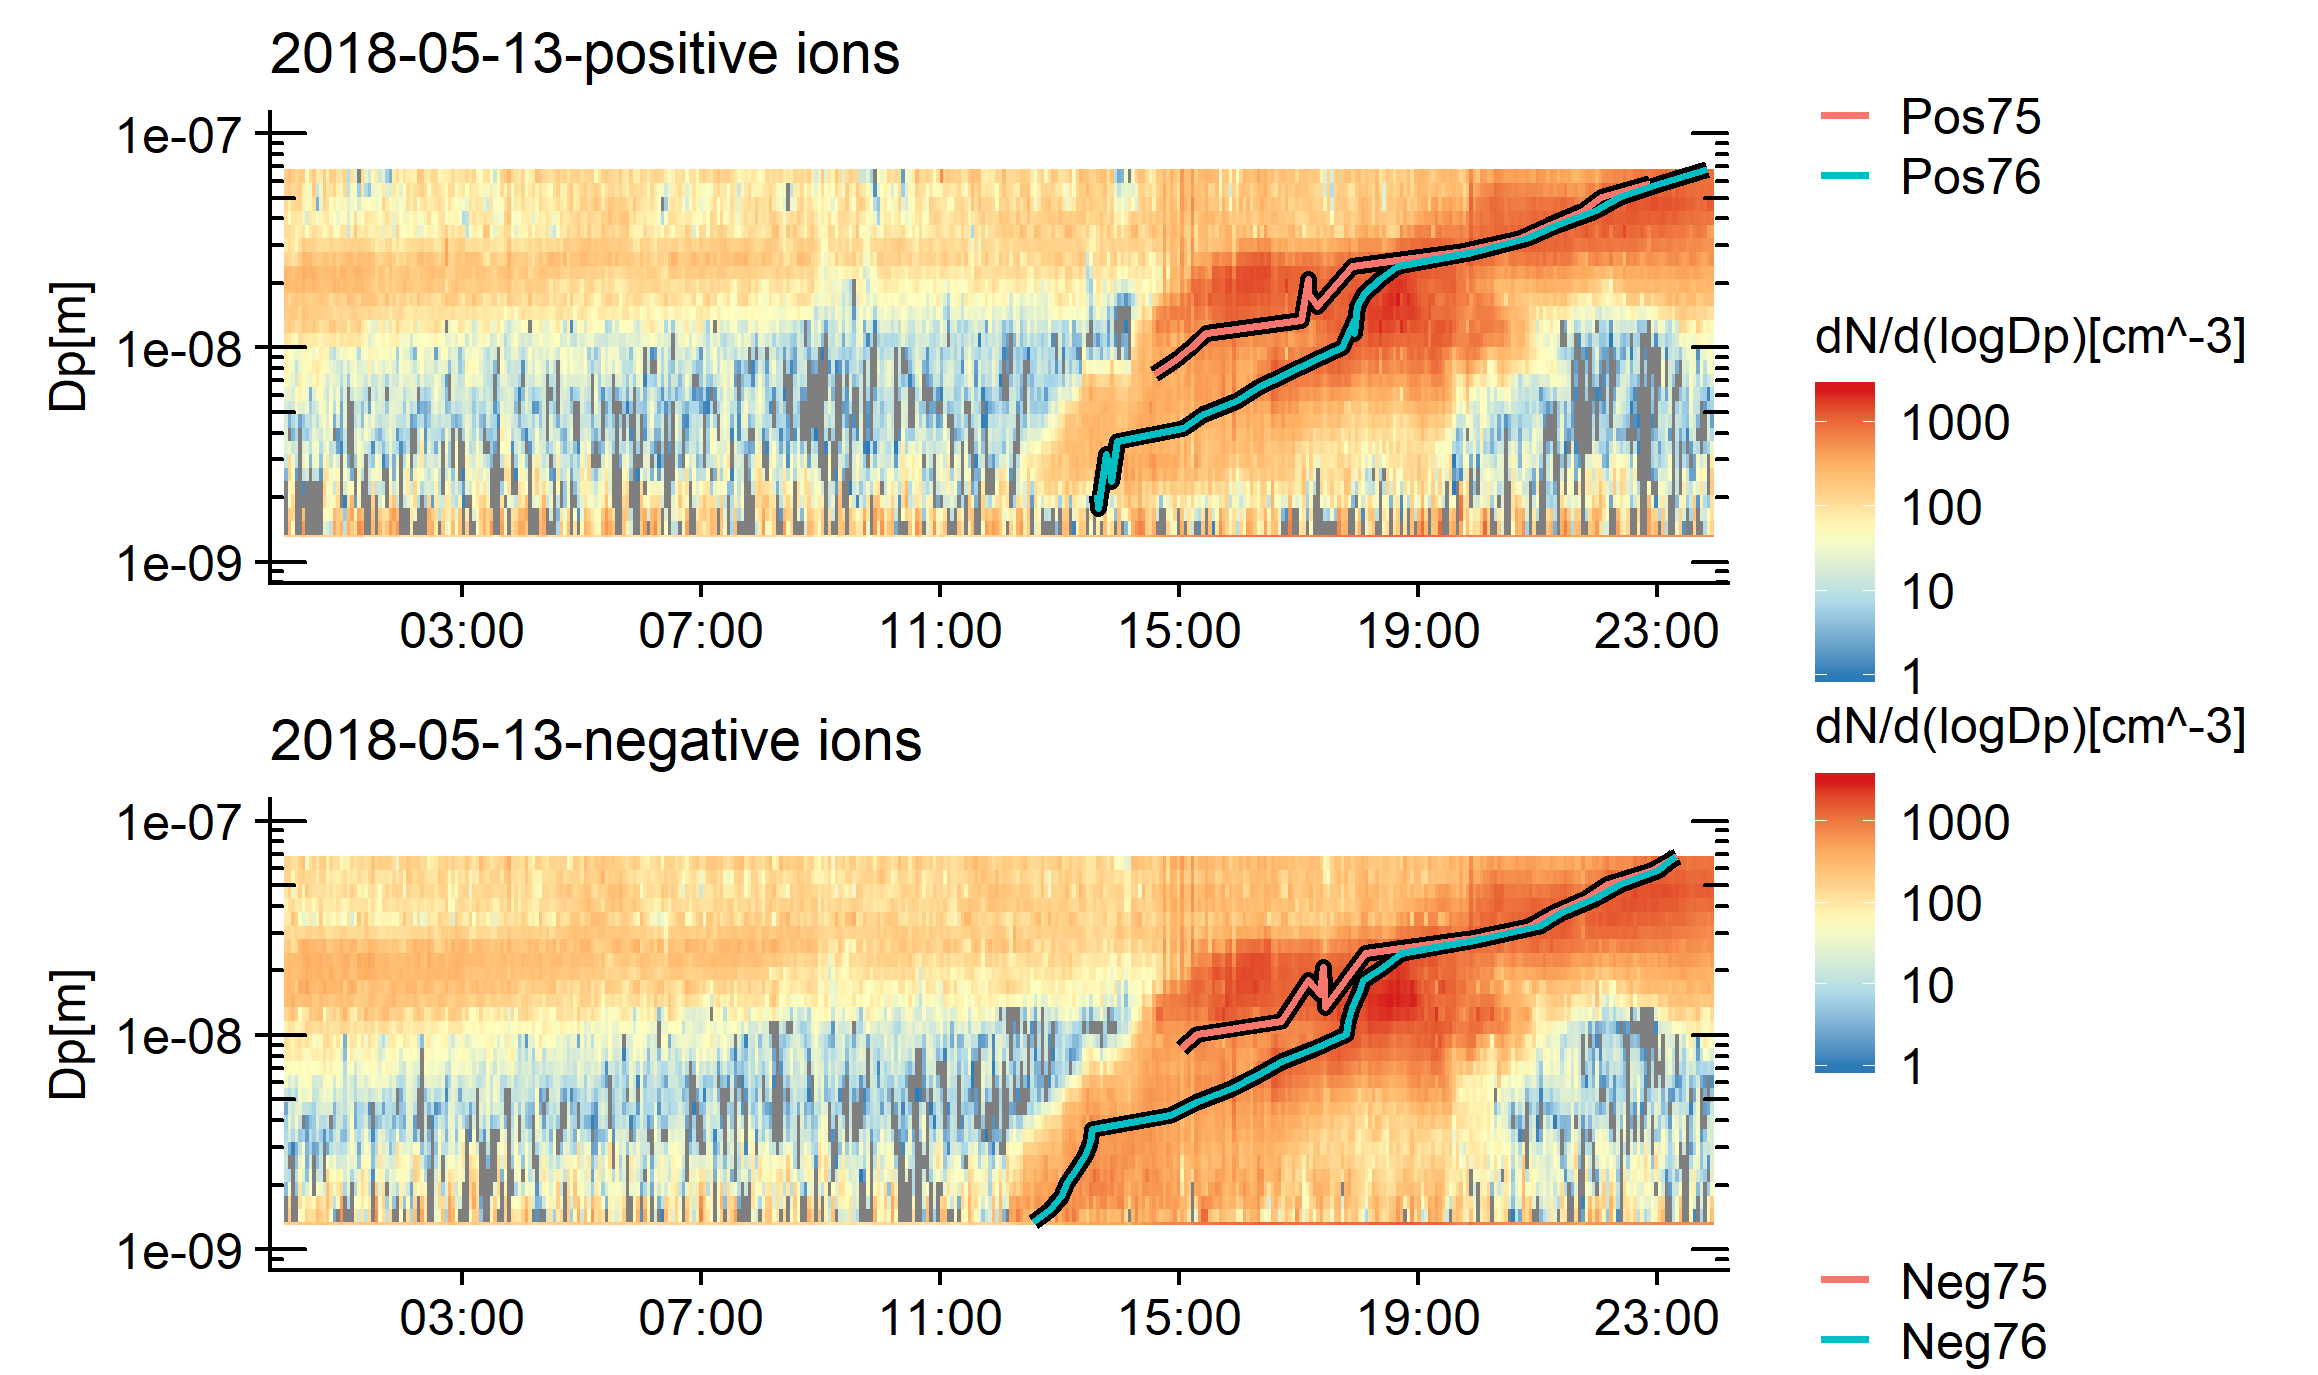 2018-05-13-positive ions
Dp[m]
1e-07
1e-08
1e-09
03:00 07:00 11:00 15:00 19:00 23:00
Pos75
Pos76
dN/d(logDp)[cm^-3]
1000
100
10
1
2018-05-13-negative ions
Dp[m]
1e-07
1e-08
1e-09
03:00 07:00 11:00 15:00 19:00 23:00
dN/d(logDp)[cm^-3]
1000
100
10
1
Neg75
Neg76